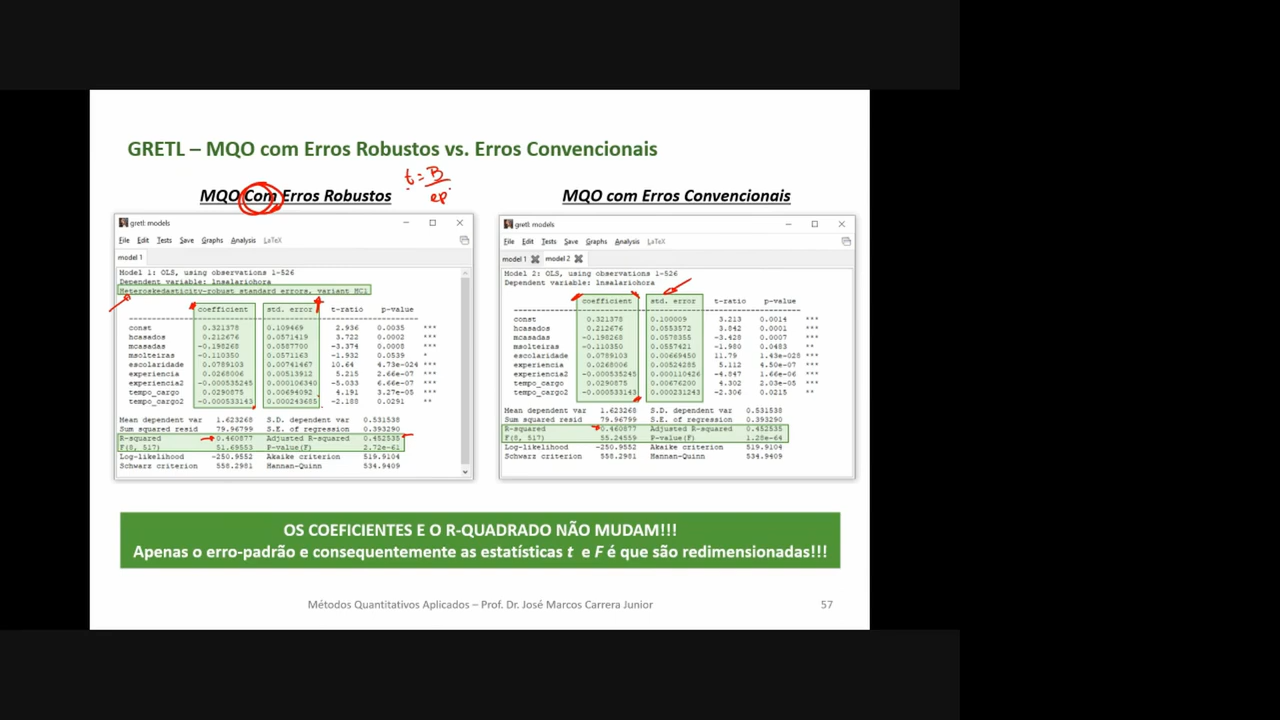 GRETL – MQO com Erros Robustos vs. Erros Convencionais
MQO Com Erros Robustos
t = B / ep
MQO com Erros Convencionais
gretl: models
File Edit Tests Save Graphs Analysis LaTeX
model 1
Model 1: OLS, using observations 1-526
Dependent variable: lnsalariohora
Heteroskedasticity-robust standard errors, variant HC1
coefficient std. error t-ratio p-value
const 0.321378 0.109469 2.936 0.0035 ***
hcasados 0.212676 0.0571419 3.722 0.0002 ***
mcasadas -0.198268 0.0587700 -3.374 0.0008 ***
msolteiras -0.110350 0.0571163 -1.932 0.0539 *
escolaridade 0.0789103 0.00741467 10.64 4.73e-024 ***
experiencia 0.0268006 0.00513912 5.215 2.66e-07 ***
experiencia2 -0.000535245 0.000106340 -5.033 6.66e-07 ***
tempo_cargo 0.0290875 0.00694092 4.191 3.27e-05 ***
tempo_cargo2 -0.000533143 0.000243685 -2.188 0.0291 **
Mean dependent var 1.623268 S.D. dependent var 0.531538
Sum squared resid 79.96799 S.E. of regression 0.393290
R-squared 0.460877 Adjusted R-squared 0.452535
F(8, 517) 51.69553 P-value(F) 2.72e-61
Log-likelihood -250.9552 Akaike criterion 519.9104
Schwarz criterion 558.2981 Hannan-Quinn 534.9409
gretl: models
File Edit Tests Save Graphs Analysis LaTeX
model 1 model 2
Model 2: OLS, using observations 1-526
Dependent variable: lnsalariohora
coefficient std. error t-ratio p-value
const 0.321378 0.100009 3.213 0.0014 ***
hcasados 0.212676 0.0553572 3.842 0.0001 ***
mcasadas -0.198268 0.0578355 -3.428 0.0007 ***
msolteiras -0.110350 0.0557421 -1.980 0.0483 **
escolaridade 0.0789103 0.00669450 11.79 1.43e-028 ***
experiencia 0.0268006 0.00524285 5.112 4.50e-07 ***
experiencia2 -0.000535245 0.000110426 -4.847 1.66e-06 ***
tempo_cargo 0.0290875 0.00676200 4.302 2.03e-05 ***
tempo_cargo2 -0.000533143 0.000231243 -2.306 0.0215 **
Mean dependent var 1.623268 S.D. dependent var 0.531538
Sum squared resid 79.96799 S.E. of regression 0.393290
R-squared 0.460877 Adjusted R-squared 0.452535
F(8, 517) 55.24559 P-value(F) 1.28e-64
Log-likelihood -250.9552 Akaike criterion 519.9104
Schwarz criterion 558.2981 Hannan-Quinn 534.9409
OS COEFICIENTES E O R-QUADRADO NÃO MUDAM!!!
Apenas o erro-padrão e consequentemente as estatísticas t e F é que são redimensionadas!!!
Métodos Quantitativos Aplicados – Prof. Dr. José Marcos Carrera Junior
57